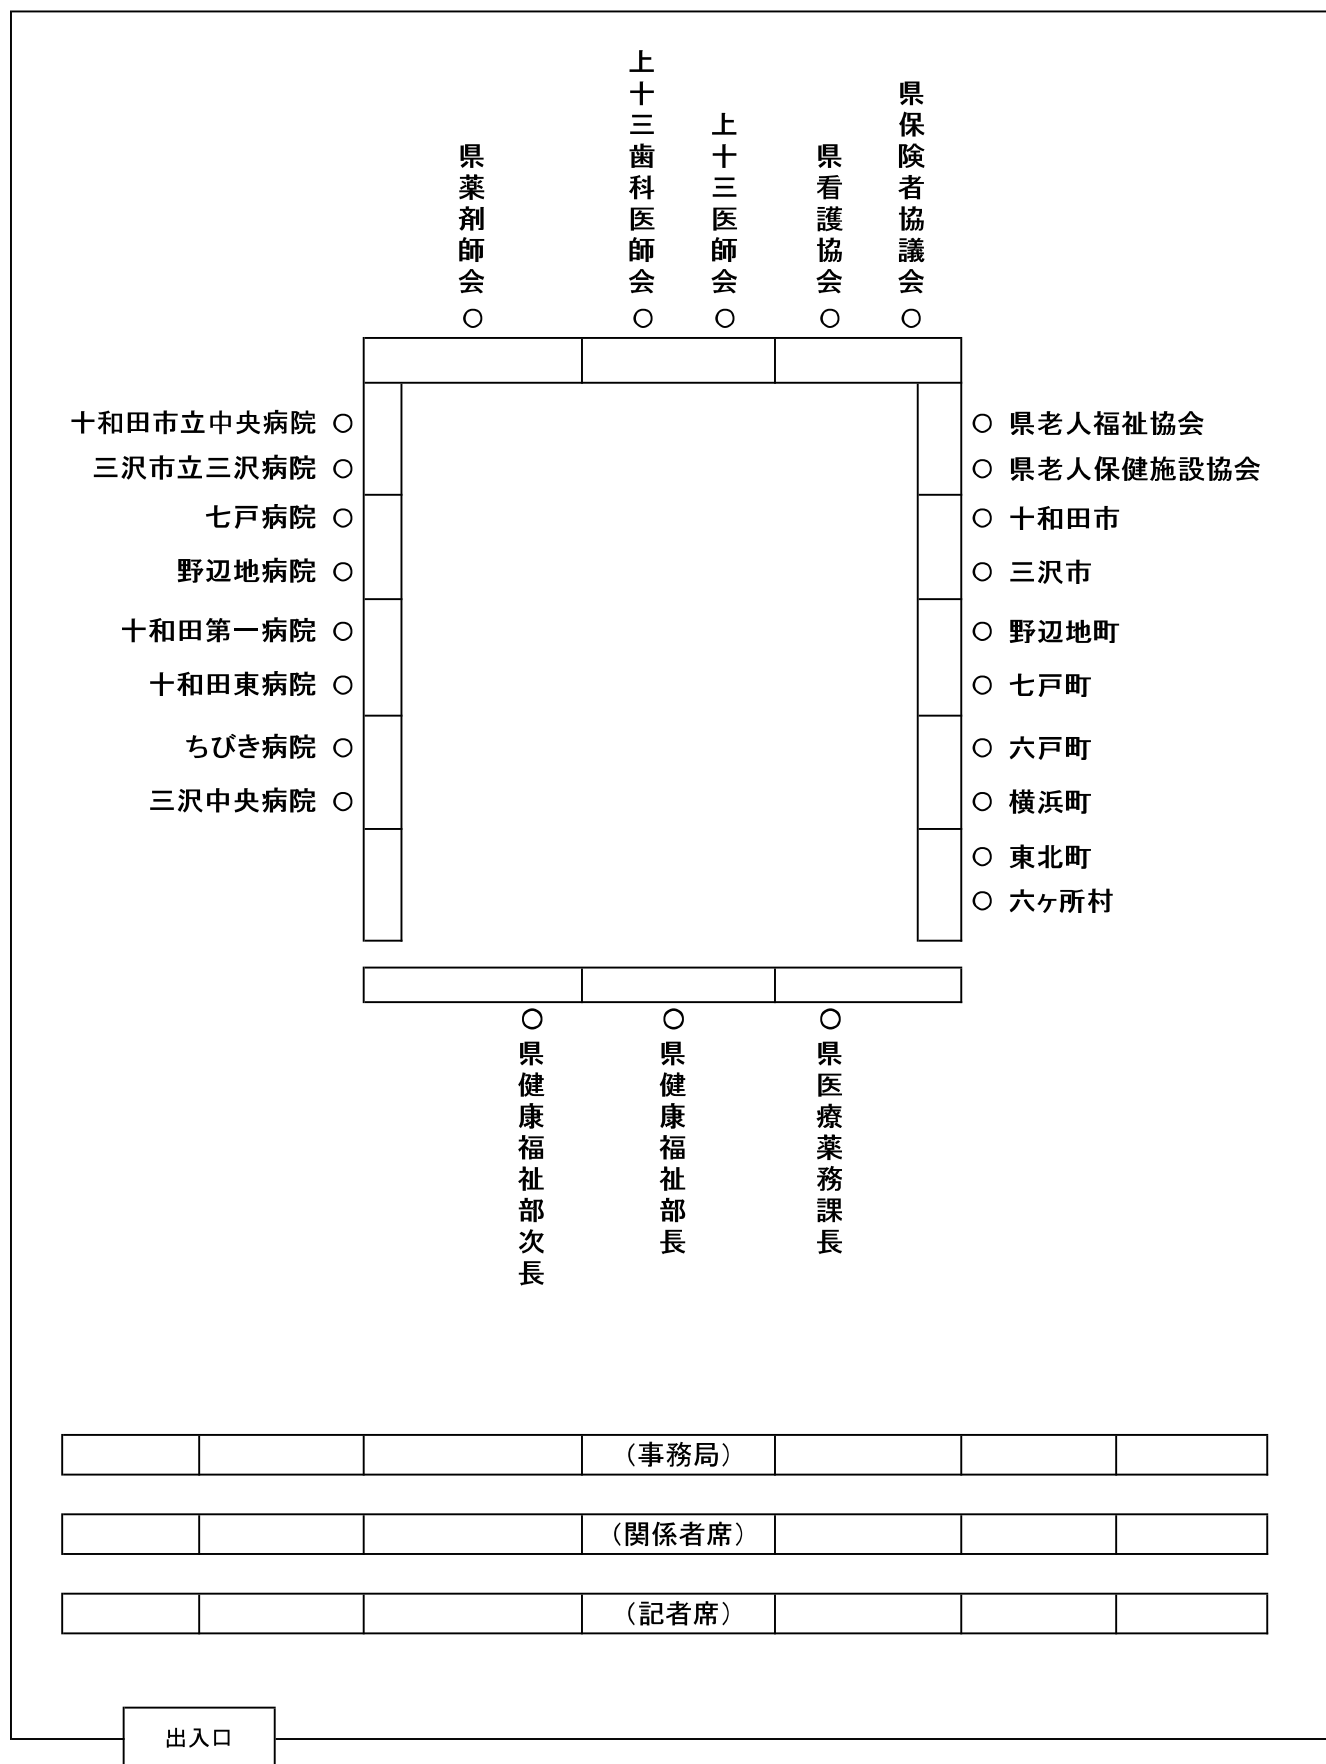 県薬剤師会
上十三歯科医師会
上十三医師会
県看護協会
県保険者協議会
十和田市立中央病院
三沢市立三沢病院
七戸病院
野辺地病院
十和田第一病院
十和田東病院
ちびき病院
三沢中央病院
県老人福祉協会
県老人保健施設協会
十和田市
三沢市
野辺地町
七戸町
六戸町
横浜町
東北町
六ヶ所村
県健康福祉部次長
県健康福祉部長
県医療薬務課長
（事務局）
（関係者席）
（記者席）
出入口